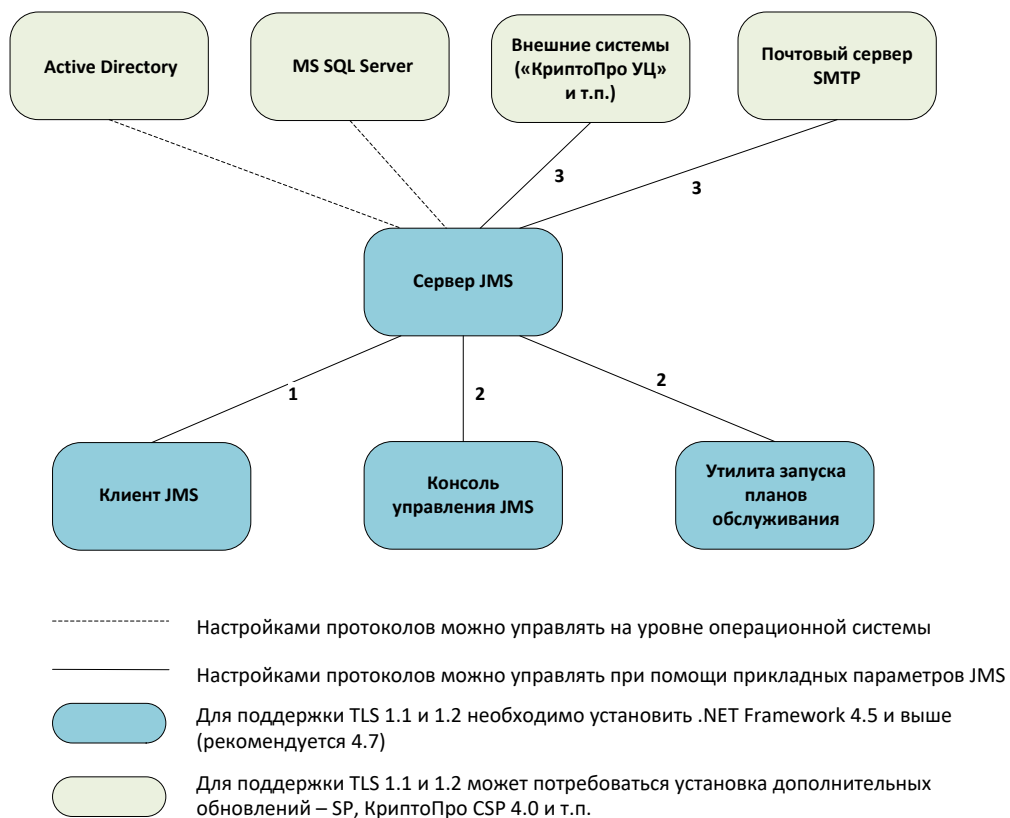 Active Directory
MS SQL Server
Внешние системы
(«КриптоПро УЦ»
и т.п.)
Почтовый сервер
SMTP
3
3
Сервер JMS
1
2
2
Клиент JMS
Консоль
управления JMS
Утилита запуска
планов
обслуживания
Настройками протоколов можно управлять на уровне операционной системы
Настройками протоколов можно управлять при помощи прикладных параметров JMS
Для поддержки TLS 1.1 и 1.2 необходимо установить .NET Framework 4.5 и выше
(рекомендуется 4.7)
Для поддержки TLS 1.1 и 1.2 может потребоваться установка дополнительных
обновлений – SP, КриптоПро CSP 4.0 и т.п.